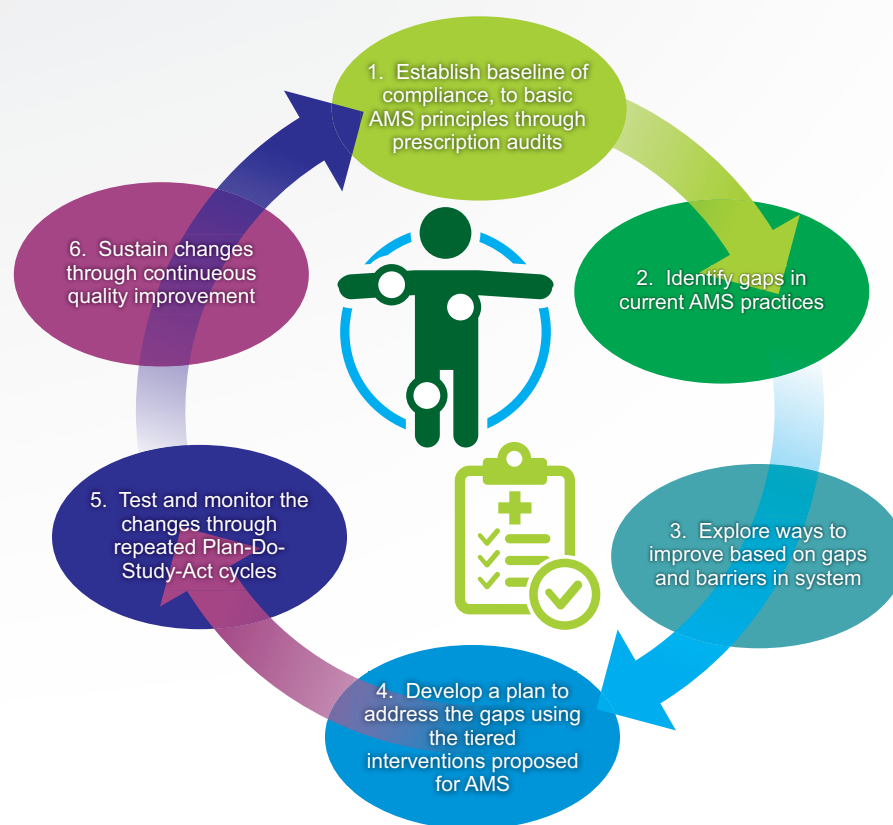 1. Establish baseline of
compliance, to basic
AMS principles through
prescription audits
2. Identify gaps in
current AMS practices
3. Explore ways to
improve based on gaps
and barriers in system
4. Develop a plan to
address the gaps using
the tiered
interventions proposed
for AMS
5. Test and monitor the
changes through
repeated Plan-Do-
Study-Act cycles
6. Sustain changes
through continueous
quality improvement